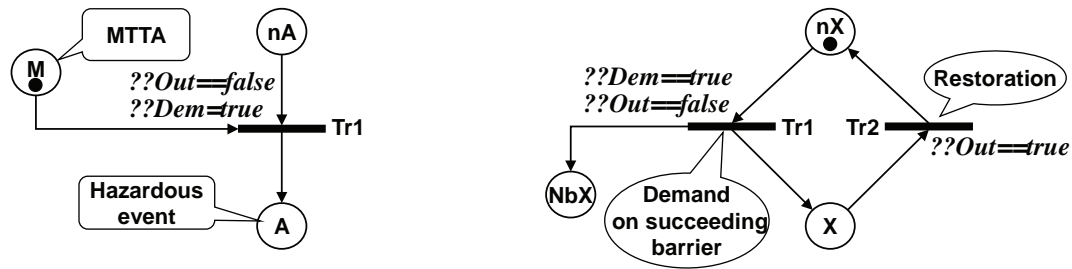 M
MTTA
nA
??Out==false
??Dem=true
Tr1
Hazardous
event
A
nX
??Dem==true
??Out==false
Restoration
Tr1
Tr2
??Out==true
NbX
Demand
on succeeding
barrier
X